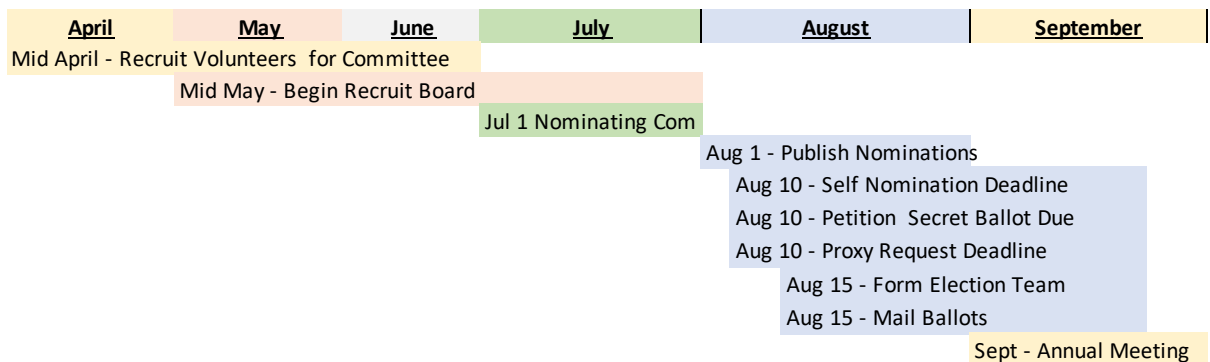 April May June July August September
Mid April - Recruit Volunteers for Committee
Mid May - Begin Recruit Board
Jul 1 Nominating Com
Aug 1 - Publish Nominations
Aug 10 - Self Nomination Deadline
Aug 10 - Petition Secret Ballot Due
Aug 10 - Proxy Request Deadline
Aug 15 - Form Election Team
Aug 15 - Mail Ballots
Sept - Annual Meeting